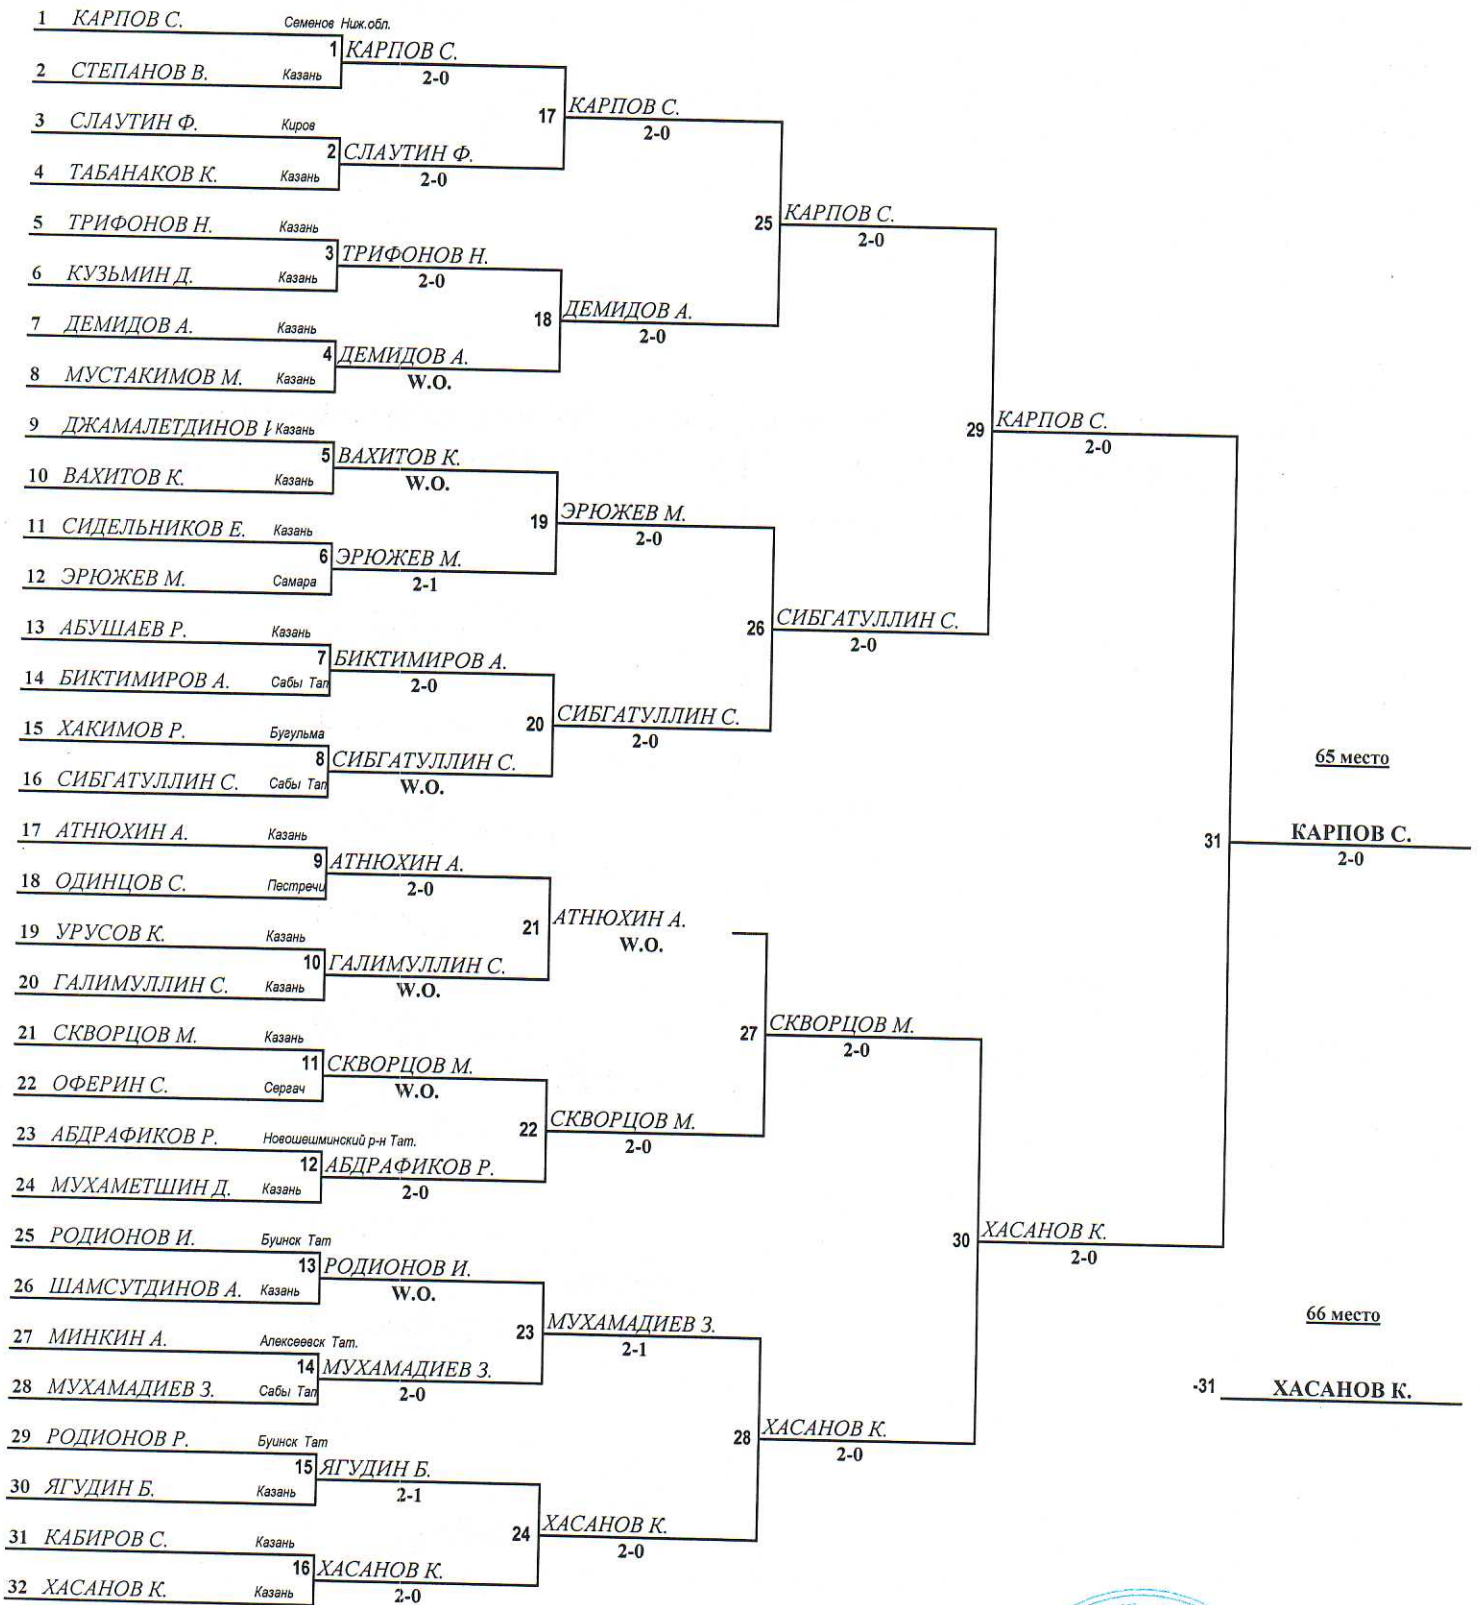 1 КАРПОВ С. Семенов Ниж.обл.
1 КАРПОВ С.
2 СТЕПАНОВ В. Казань 2-0
17 КАРПОВ С.
3 СЛАУТИН Ф. Киров 2-0
2 СЛАУТИН Ф.
4 ТАБАНАКОВ К. Казань 2-0
25 КАРПОВ С.
5 ТРИФОНОВ Н. Казань 2-0
3 ТРИФОНОВ Н.
6 КУЗЬМИН Д. Казань 2-0
18 ДЕМИДОВ А.
7 ДЕМИДОВ А. Казань 2-0
4 ДЕМИДОВ А.
8 МУСТАКИМОВ М. Казань W.O.
29 КАРПОВ С.
9 ДЖАМАЛЕТДИНОВ Казань 2-0
5 ВАХИТОВ К.
10 ВАХИТОВ К. Казань W.O.
19 ЭРЮЖЕВ М.
11 СИДЕЛЬНИКОВ Е. Казань 2-0
6 ЭРЮЖЕВ М.
12 ЭРЮЖЕВ М. Самара 2-1
26 СИБГАТУЛЛИН С.
13 АБУШАЕВ Р. Казань 2-0
7 БИКТИМИРОВ А.
14 БИКТИМИРОВ А. Сабы Тат 2-0
20 СИБГАТУЛЛИН С.
15 ХАКИМОВ Р. Бугульма 2-0
65 место
8 СИБГАТУЛЛИН С.
16 СИБГАТУЛЛИН С. Сабы Тат W.O.
17 АТНЮХИН А. Казань
31 КАРПОВ С.
2-0
9 АТНЮХИН А.
18 ОДИНЦОВ С. Пестречи 2-0
21 АТНЮХИН А.
19 УРУСОВ К. Казань W.O.
10 ГАЛИМУЛЛИН С.
20 ГАЛИМУЛЛИН С. Казань W.O.
27 СКВОРЦОВ М.
21 СКВОРЦОВ М. Казань 2-0
11 СКВОРЦОВ М.
22 ОФЕРИН С. Сергач W.O.
22 СКВОРЦОВ М.
23 АБДРАФИКОВ Р. Новошешминский р-н Тат. 2-0
12 АБДРАФИКОВ Р.
24 МУХАМЕТШИН Д. Казань 2-0
30 ХАСАНОВ К.
25 РОДИОНОВ И. Буинск Тат 2-0
13 РОДИОНОВ И.
26 ШАМСУТДИНОВ А. Казань W.O.
66 место
23 МУХАМАДИЕВ З.
27 МИНКИН А. Алексеевск Тат. 2-1
14 МУХАМАДИЕВ З.
28 МУХАМАДИЕВ З. Сабы Тат 2-0
-31 ХАСАНОВ К.
28 ХАСАНОВ К.
29 РОДИОНОВ Р. Буинск Тат 2-0
15 ЯГУДИН Б.
30 ЯГУДИН Б. Казань 2-1
24 ХАСАНОВ К.
31 КАБИРОВ С. Казань 2-0
16 ХАСАНОВ К.
32 ХАСАНОВ К. Казань 2-0